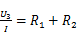 U₃/I = R₁ + R₂